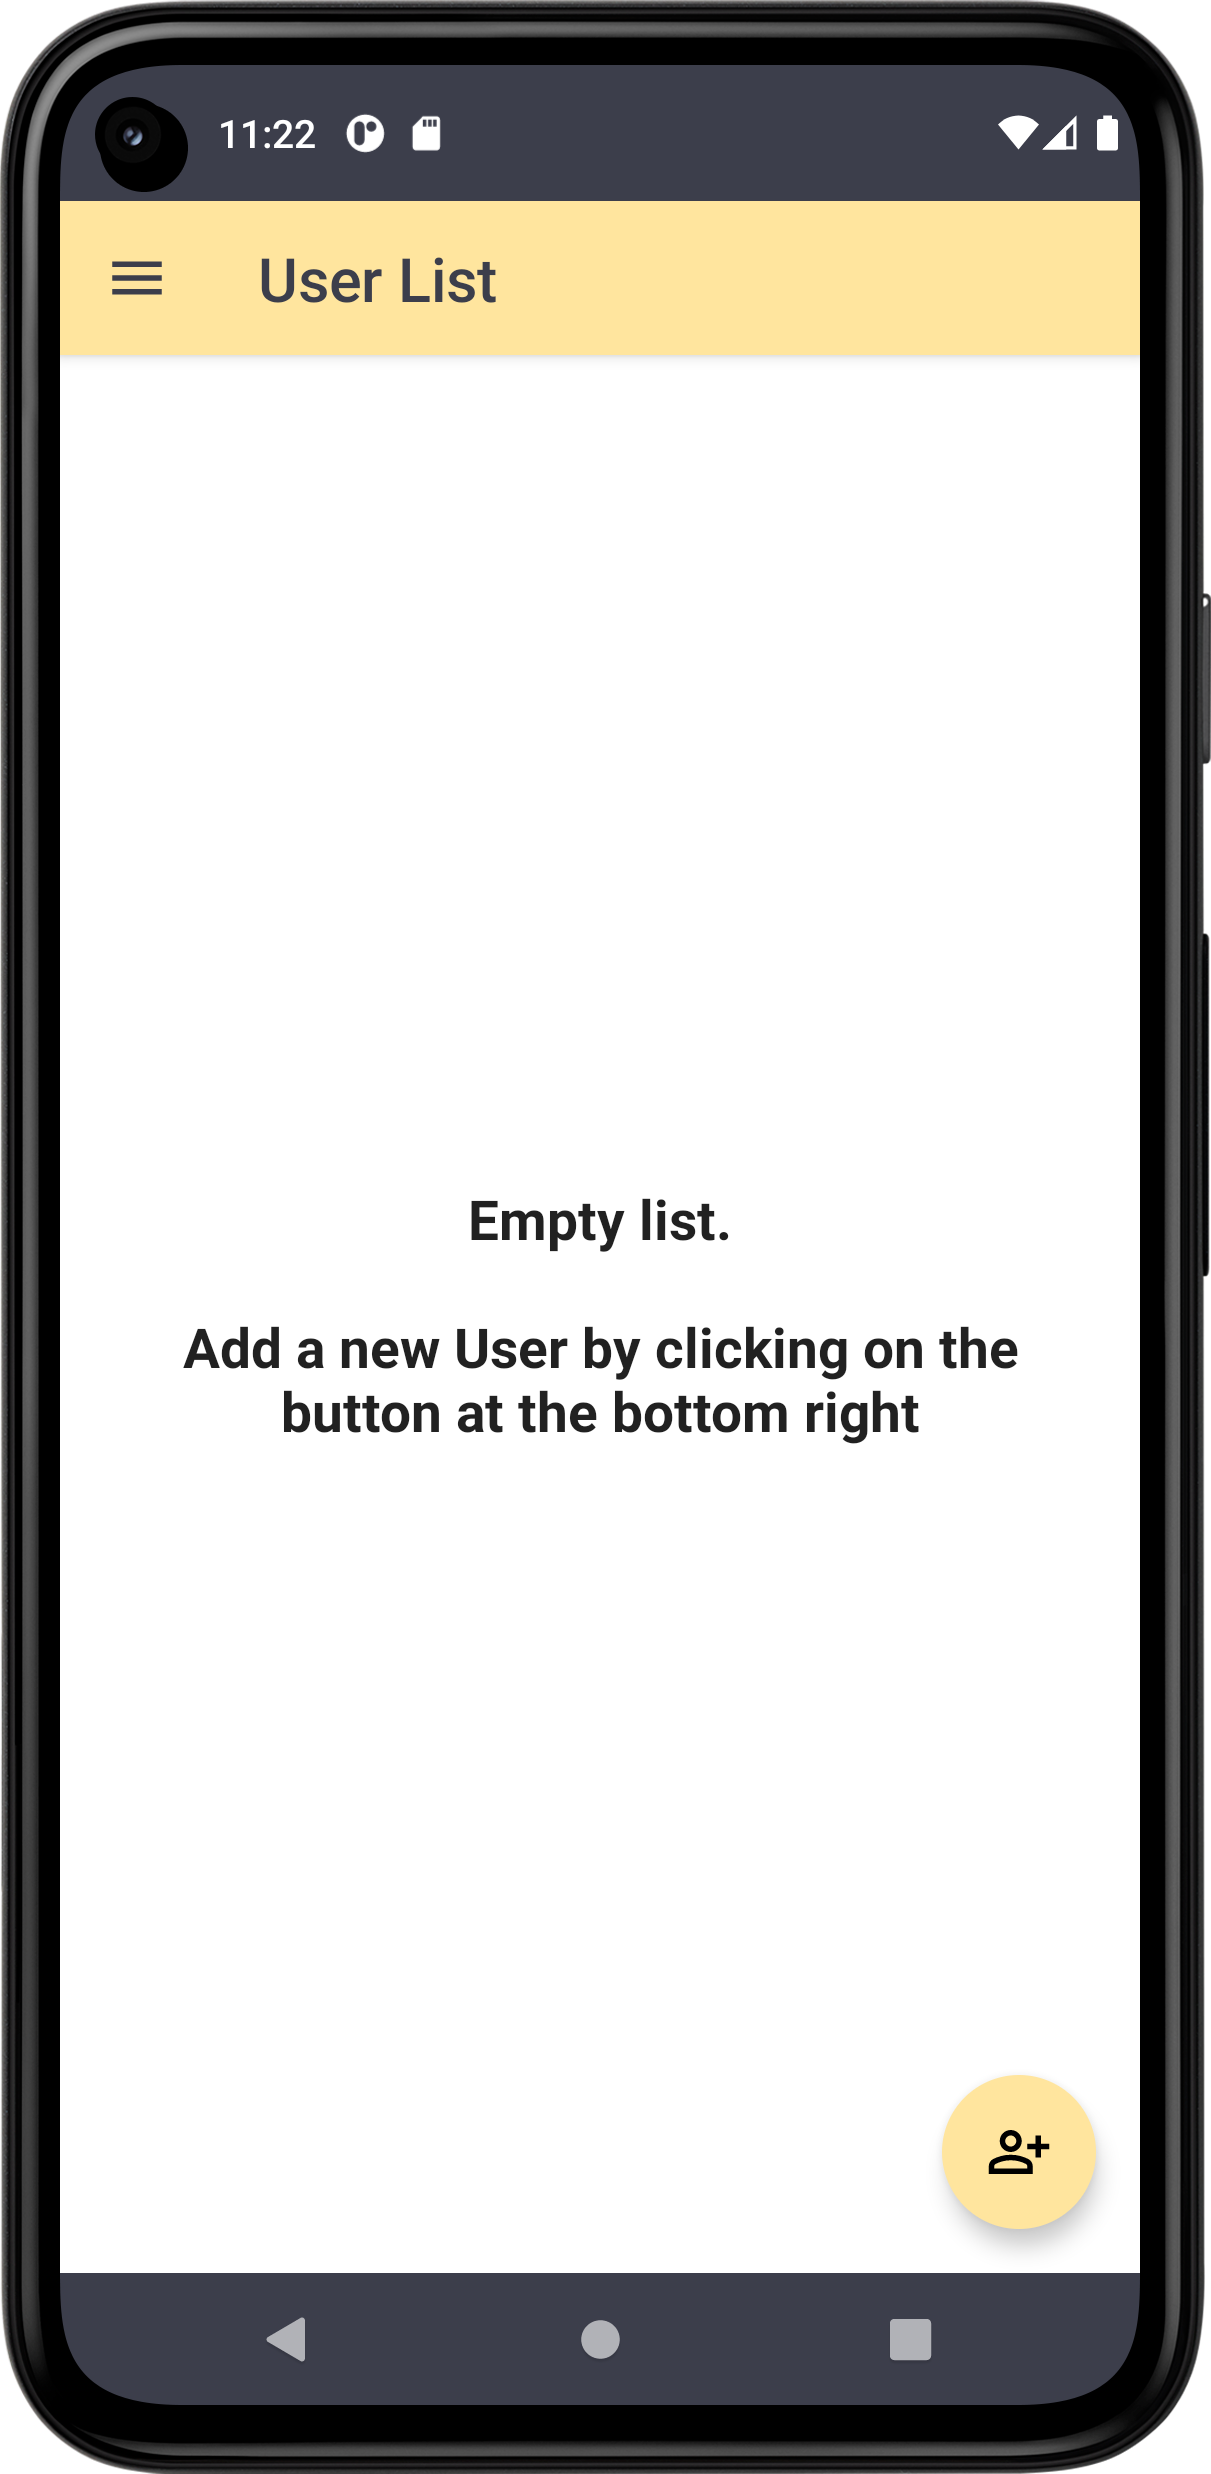 11:22
User List
Empty list.
Add a new User by clicking on the
button at the bottom right